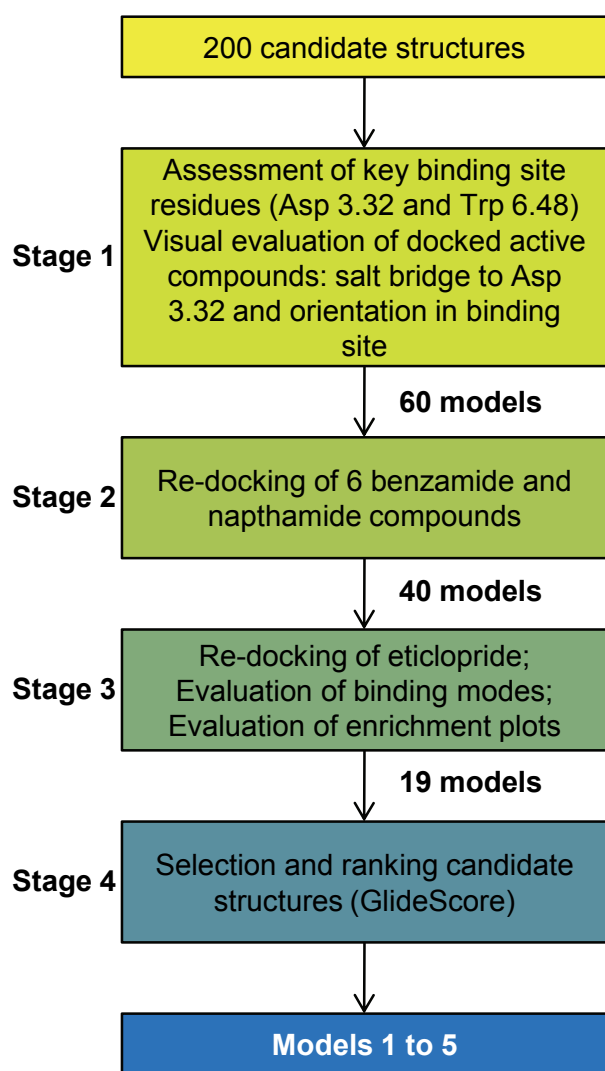 200 candidate structures
Stage 1
Assessment of key binding site
residues (Asp 3.32 and Trp 6.48)
Visual evaluation of docked active
compounds: salt bridge to Asp
3.32 and orientation in binding
site
60 models
Stage 2
Re-docking of 6 benzamide and
napthamide compounds
40 models
Stage 3
Re-docking of eticlopride;
Evaluation of binding modes;
Evaluation of enrichment plots
19 models
Stage 4
Selection and ranking candidate
structures (GlideScore)
Models 1 to 5